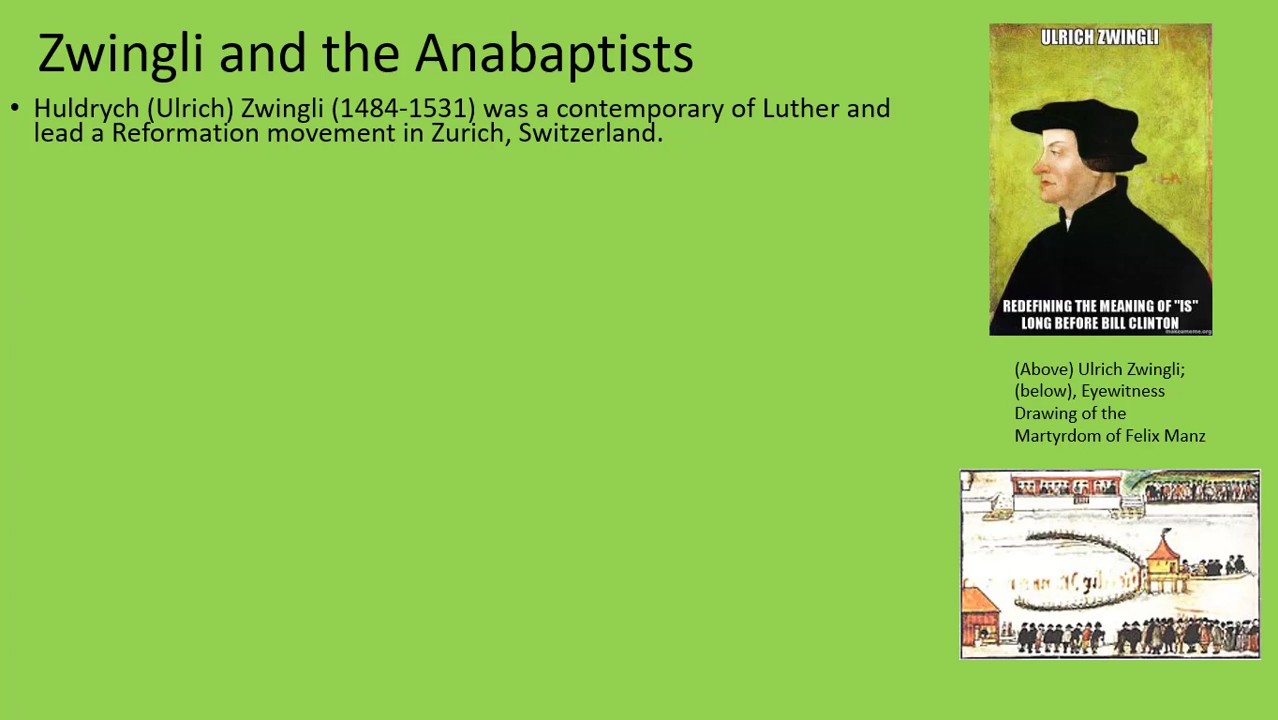 Zwingli and the Anabaptists
• Huldrych (Ulrich) Zwingli (1484-1531) was a contemporary of Luther and
lead a Reformation movement in Zurich, Switzerland.
ULRICH ZWINGLI
REDEFINING THE MEANING OF "IS"
LONG BEFORE BILL CLINTON
makeameme.org
(Above) Ulrich Zwingli;
(below), Eyewitness
Drawing of the
Martyrdom of Felix Manz